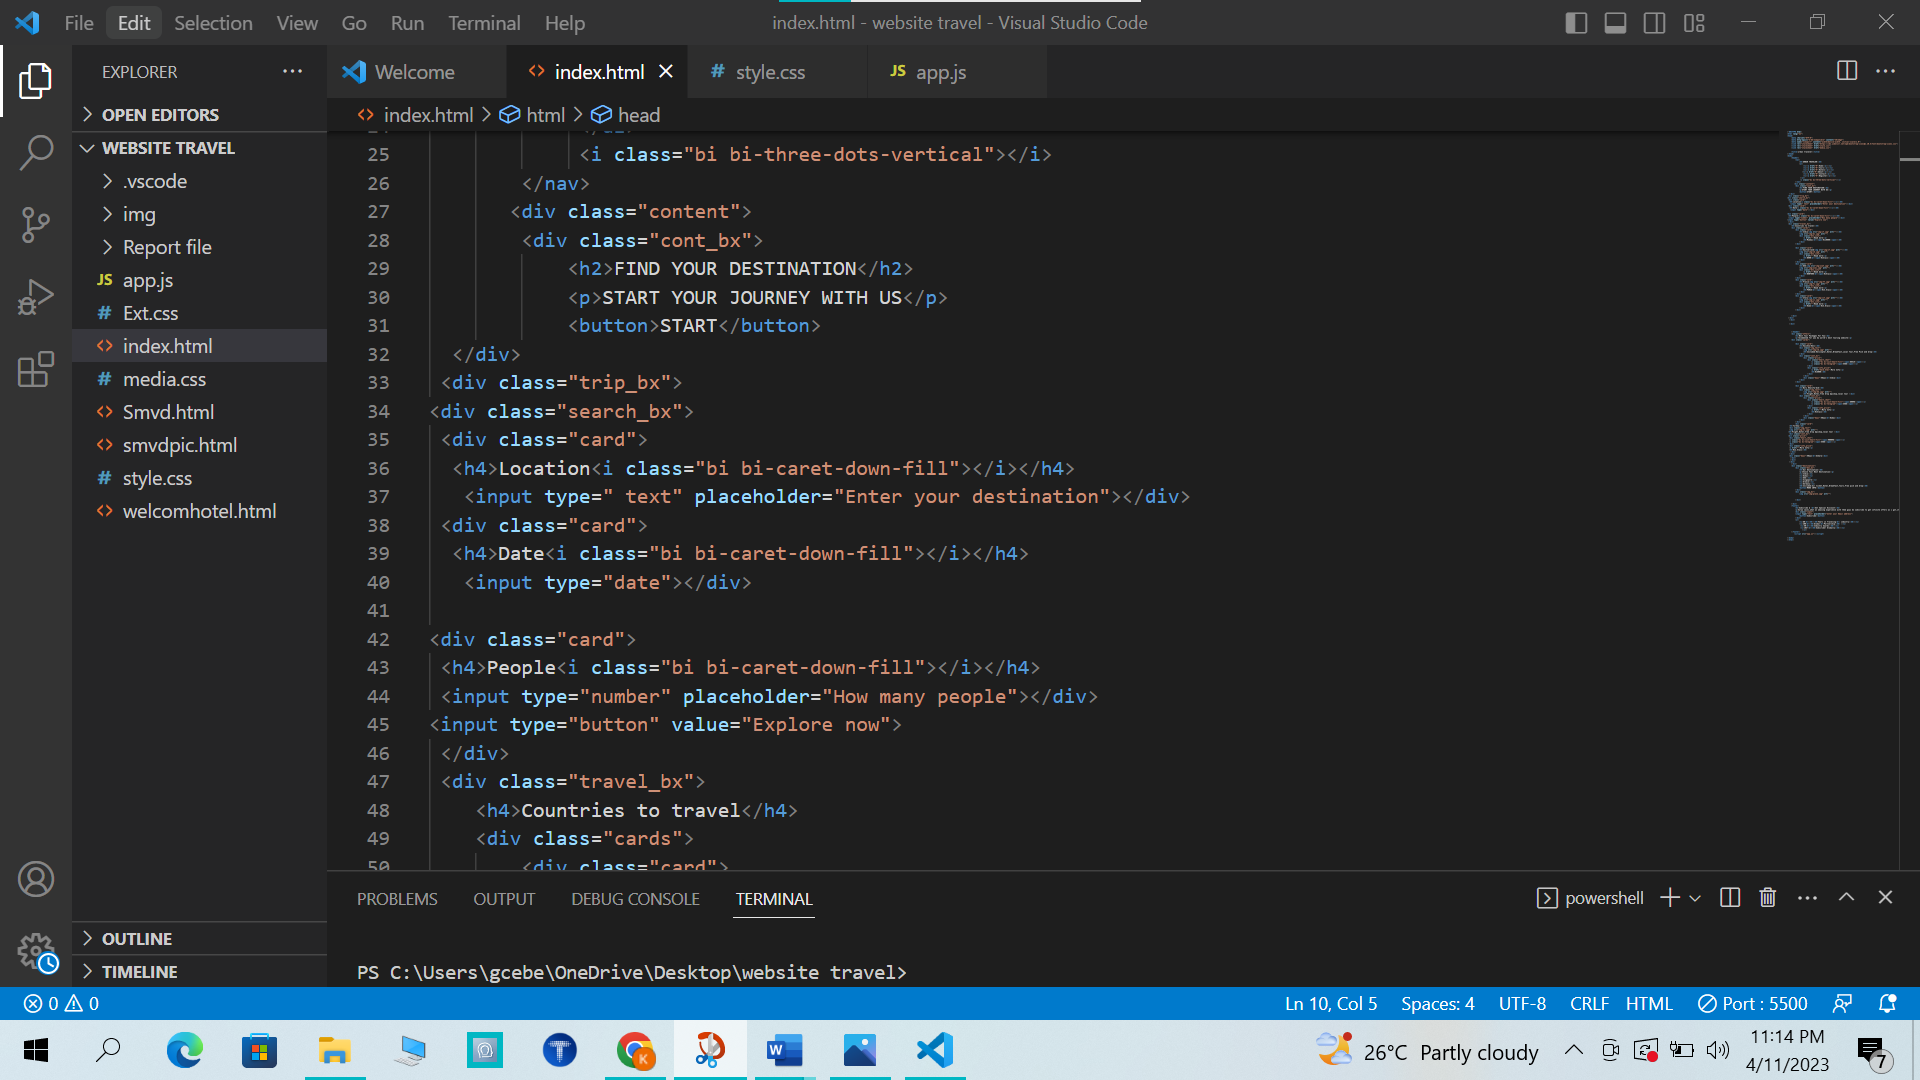 File Edit Selection View Go Run Terminal Help
index.html - website travel - Visual Studio Code
EXPLORER
OPEN EDITORS
WEBSITE TRAVEL
.vscode
img
Report file
JS app.js
# Ext.css
<> index.html
# media.css
<> Smvd.html
<> smvdpic.html
# style.css
<> welcomhotel.html
OUTLINE
TIMELINE
Welcome
<> index.html
# style.css
JS app.js
<> index.html > html > head
25 <i class="bi bi-three-dots-vertical"></i>
26 </nav>
27 <div class="content">
28 <div class="cont_bx">
29 <h2>FIND YOUR DESTINATION</h2>
30 <p>START YOUR JOURNEY WITH US</p>
31 <button>START</button>
32 </div>
33 <div class="trip_bx">
34 <div class="search_bx">
35 <div class="card">
36 <h4>Location<i class="bi bi-caret-down-fill"></i></h4>
37 <input type=" text" placeholder="Enter your destination"></div>
38 <div class="card">
39 <h4>Date<i class="bi bi-caret-down-fill"></i></h4>
40 <input type="date"></div>
41
42 <div class="card">
43 <h4>People<i class="bi bi-caret-down-fill"></i></h4>
44 <input type="number" placeholder="How many people"></div>
45 <input type="button" value="Explore now">
46 </div>
47 <div class="travel_bx">
48 <h4>Countries to travel</h4>
49 <div class="cards">
50 <div class="card">
PROBLEMS OUTPUT DEBUG CONSOLE TERMINAL
powershell
PS C:\Users\gcebe\OneDrive\Desktop\website travel>
0 0
Ln 10, Col 5 Spaces: 4 UTF-8 CRLF HTML Port : 5500
26°C Partly cloudy
11:14 PM
4/11/2023
7